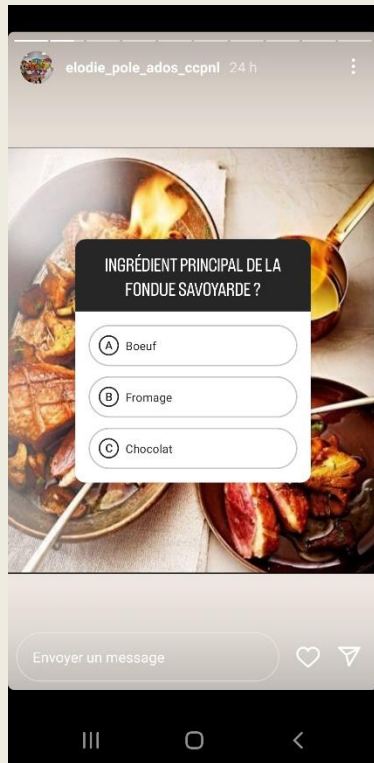 elodie_pole_ados_ccpnl 24 h
INGRÉDIENT PRINCIPAL DE LA
FONDUE SAVOYARDE ?
A Boeuf
B Fromage
C Chocolat
Envoyer un message